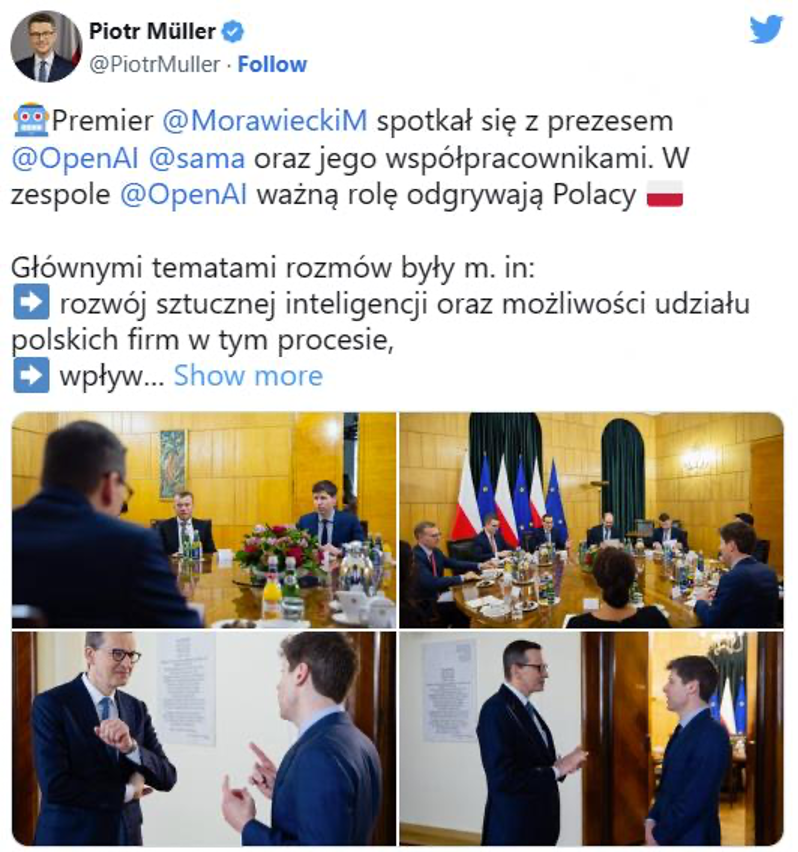 Piotr Müller
@PiotrMuller · Follow
Premier @MorawieckiM spotkał się z prezesem
@OpenAI @sama oraz jego współpracownikami. W
zespole @OpenAI ważną rolę odgrywają Polacy
Głównymi tematami rozmów były m. in:
rozwój sztucznej inteligencji oraz możliwości udziału
polskich firm w tym procesie,
wpływ... Show more